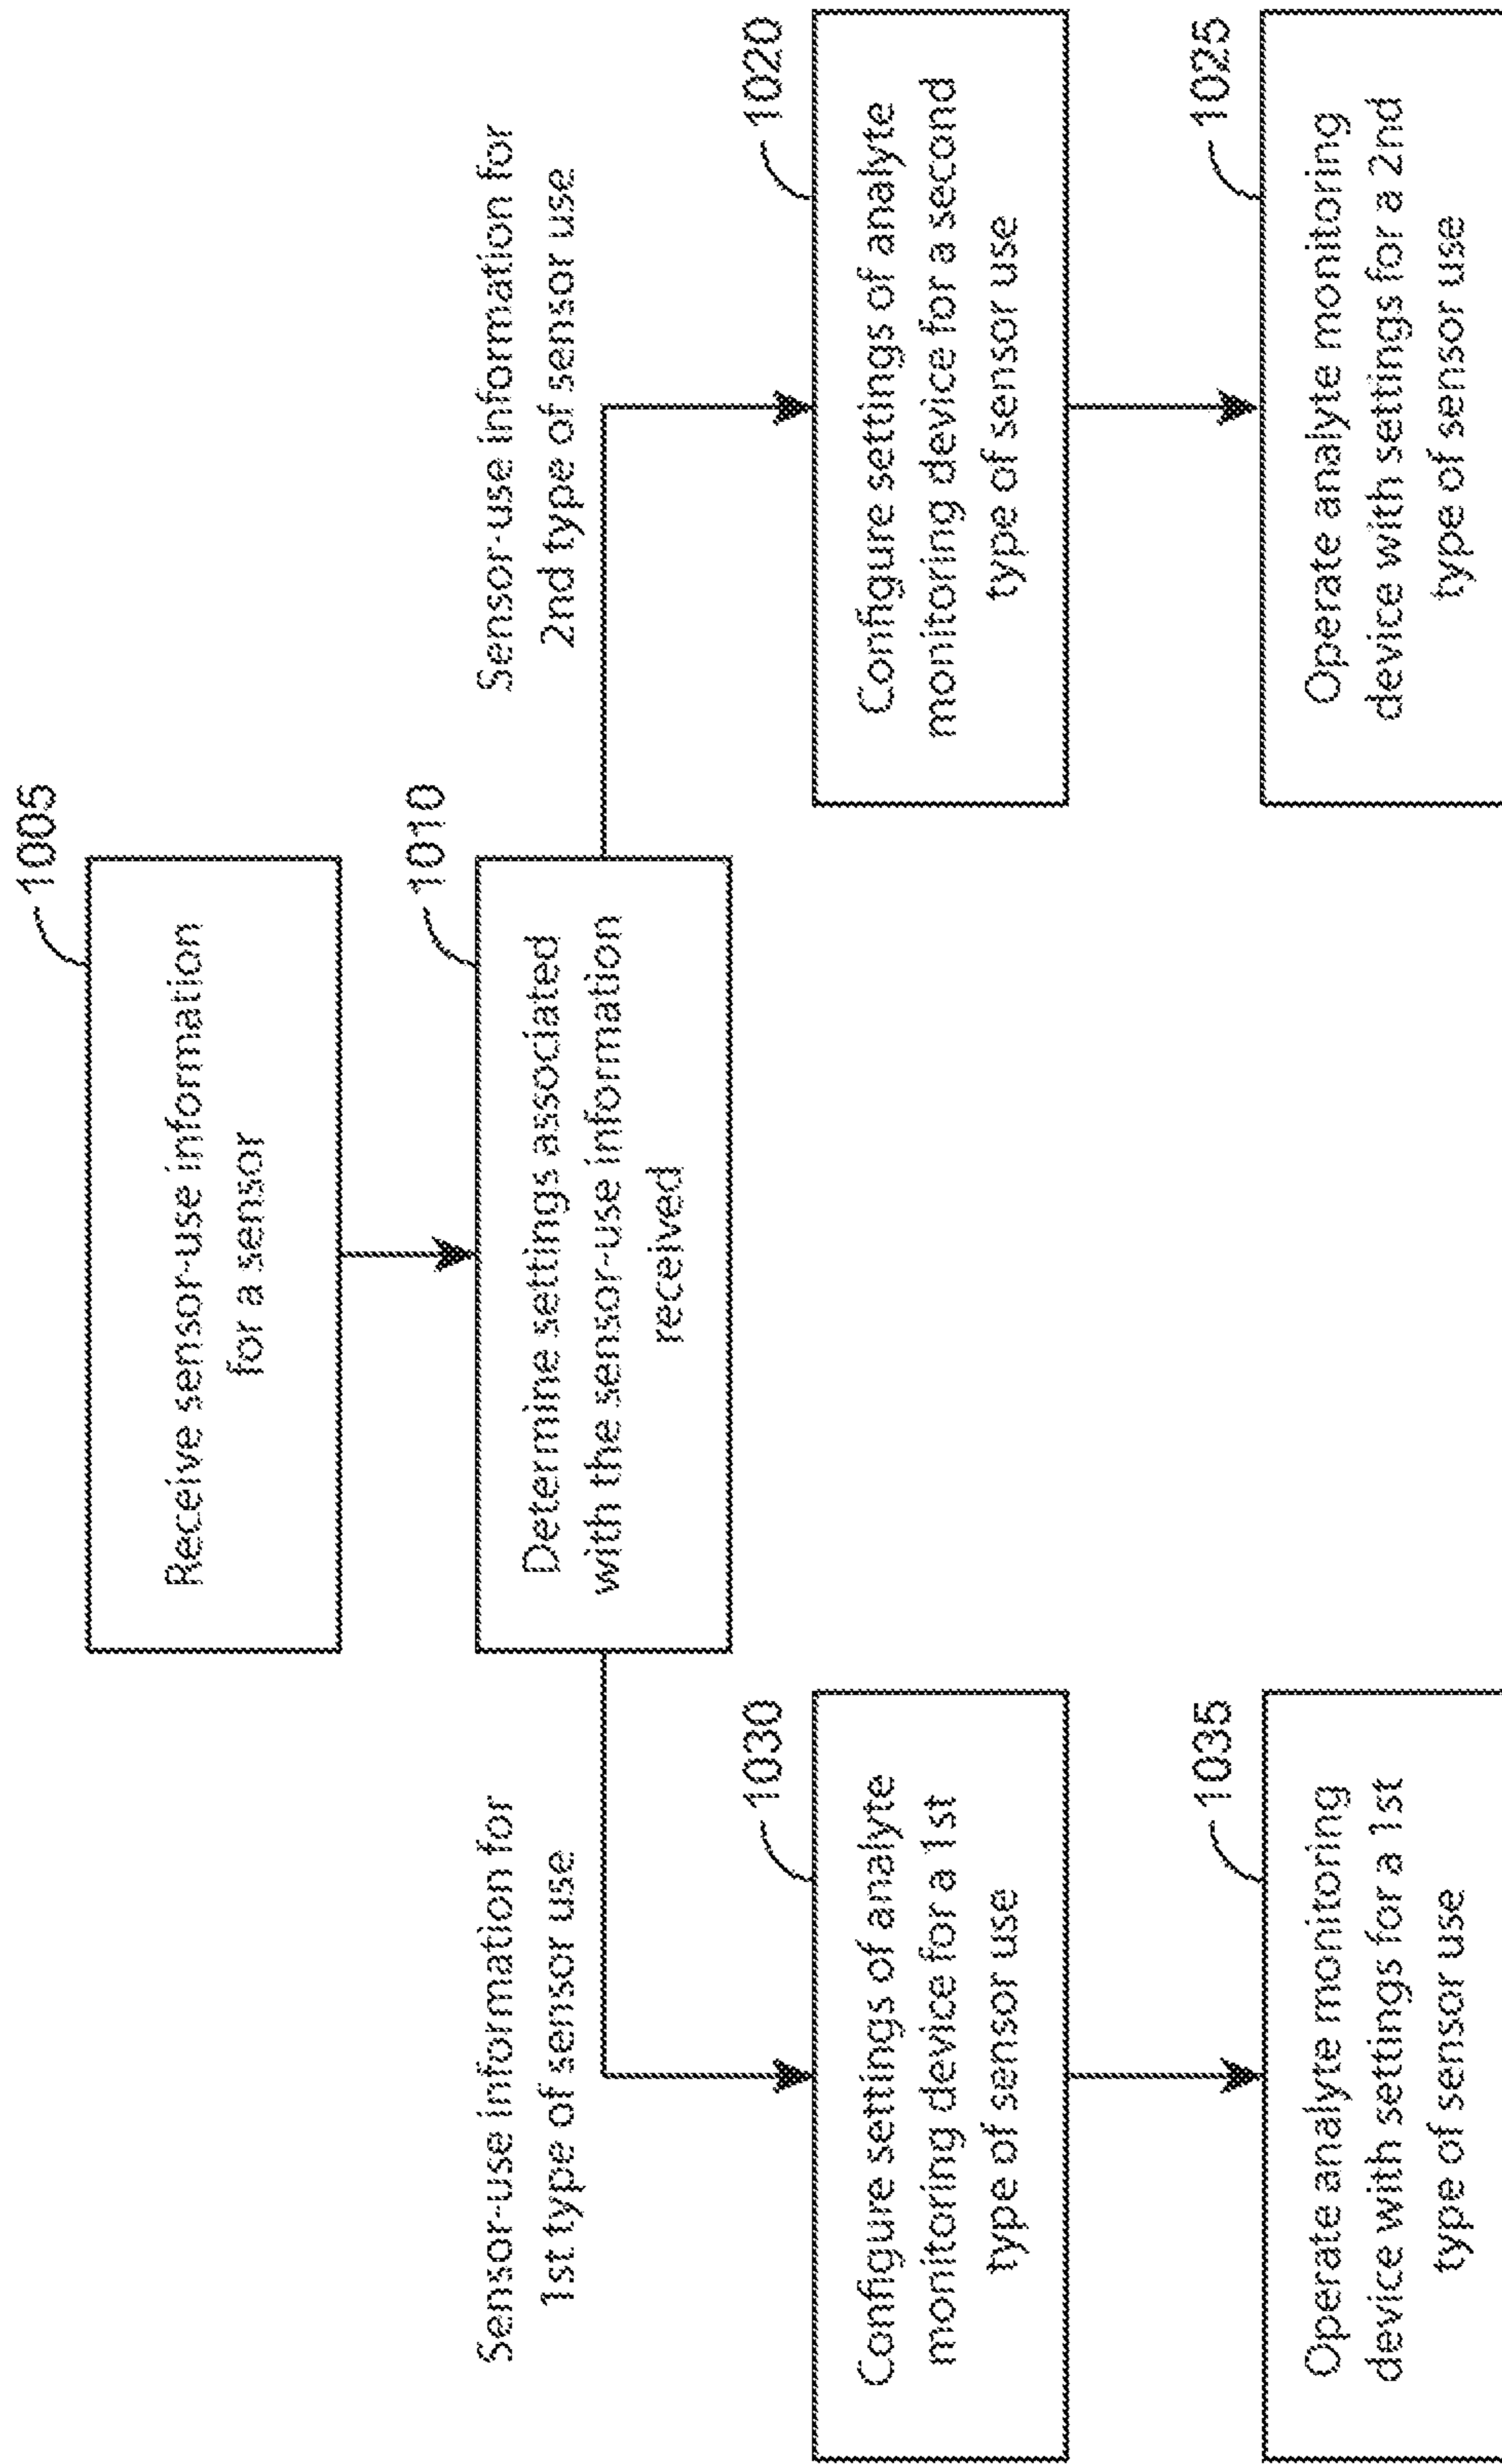 1005
Receive sensor-use information
for a sensor
1010
Determine settings associated
with the sensor-use information
received
Sensor-use information for
1st type of sensor use
Sensor-use information for
2nd type of sensor use
1030
Configure settings of analyte
monitoring device for a 1st
type of sensor use
1020
Configure settings of analyte
monitoring device for a second
type of sensor use
1035
Operate analyte monitoring
device with settings for a 1st
type of sensor use
1025
Operate analyte monitoring
device with settings for a 2nd
type of sensor use